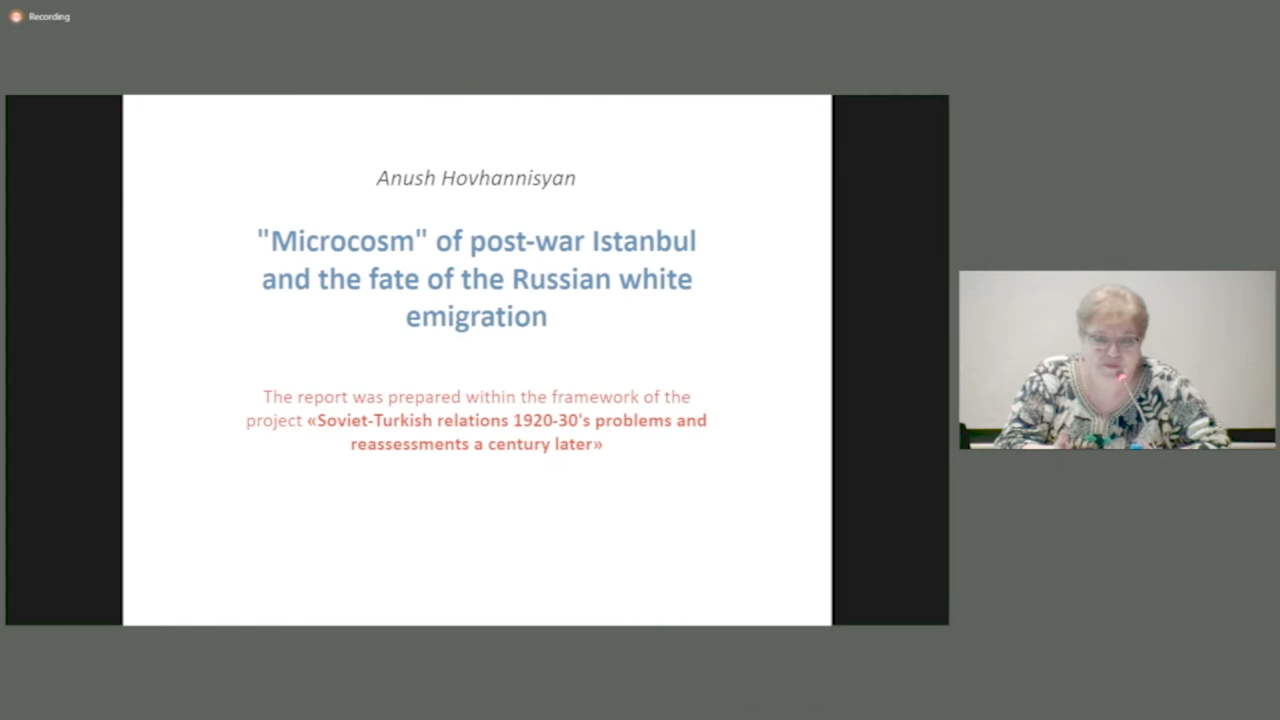 Recording
Anush Hovhannisyan
"Microcosm" of post-war Istanbul
and the fate of the Russian white
emigration
The report was prepared within the framework of the
project «Soviet-Turkish relations 1920-30's problems and
reassessments a century later»